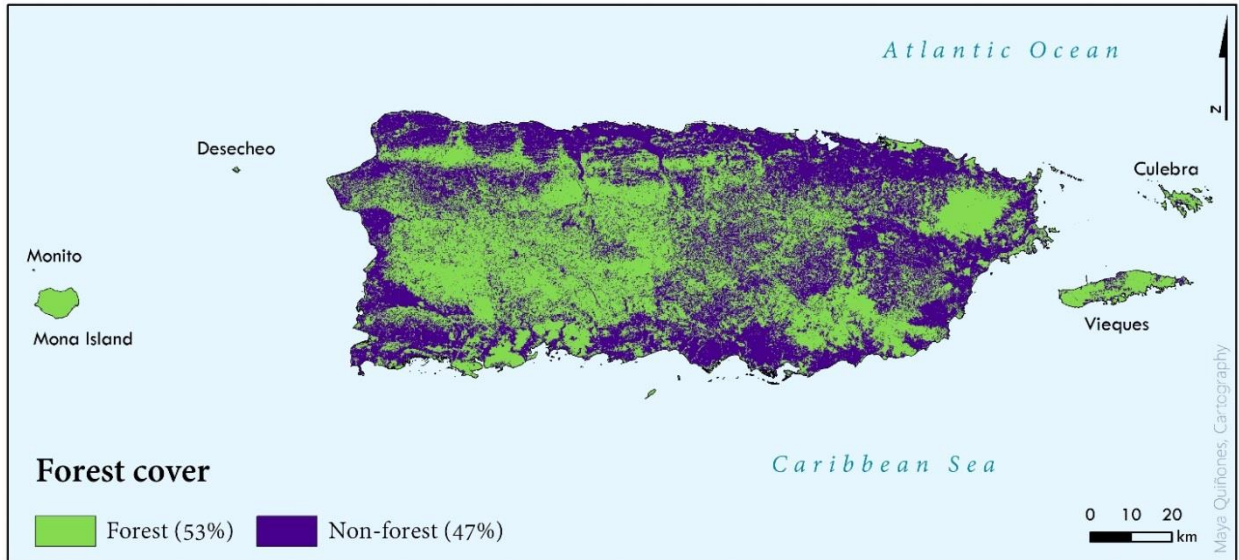 Atlantic Ocean
N
Desecheo
Culebra
Monito
Mona Island
Vieques
Caribbean Sea
Forest cover
Forest (53%)
Non-forest (47%)
0 10 20
km
Maya Quiñones, Cartography